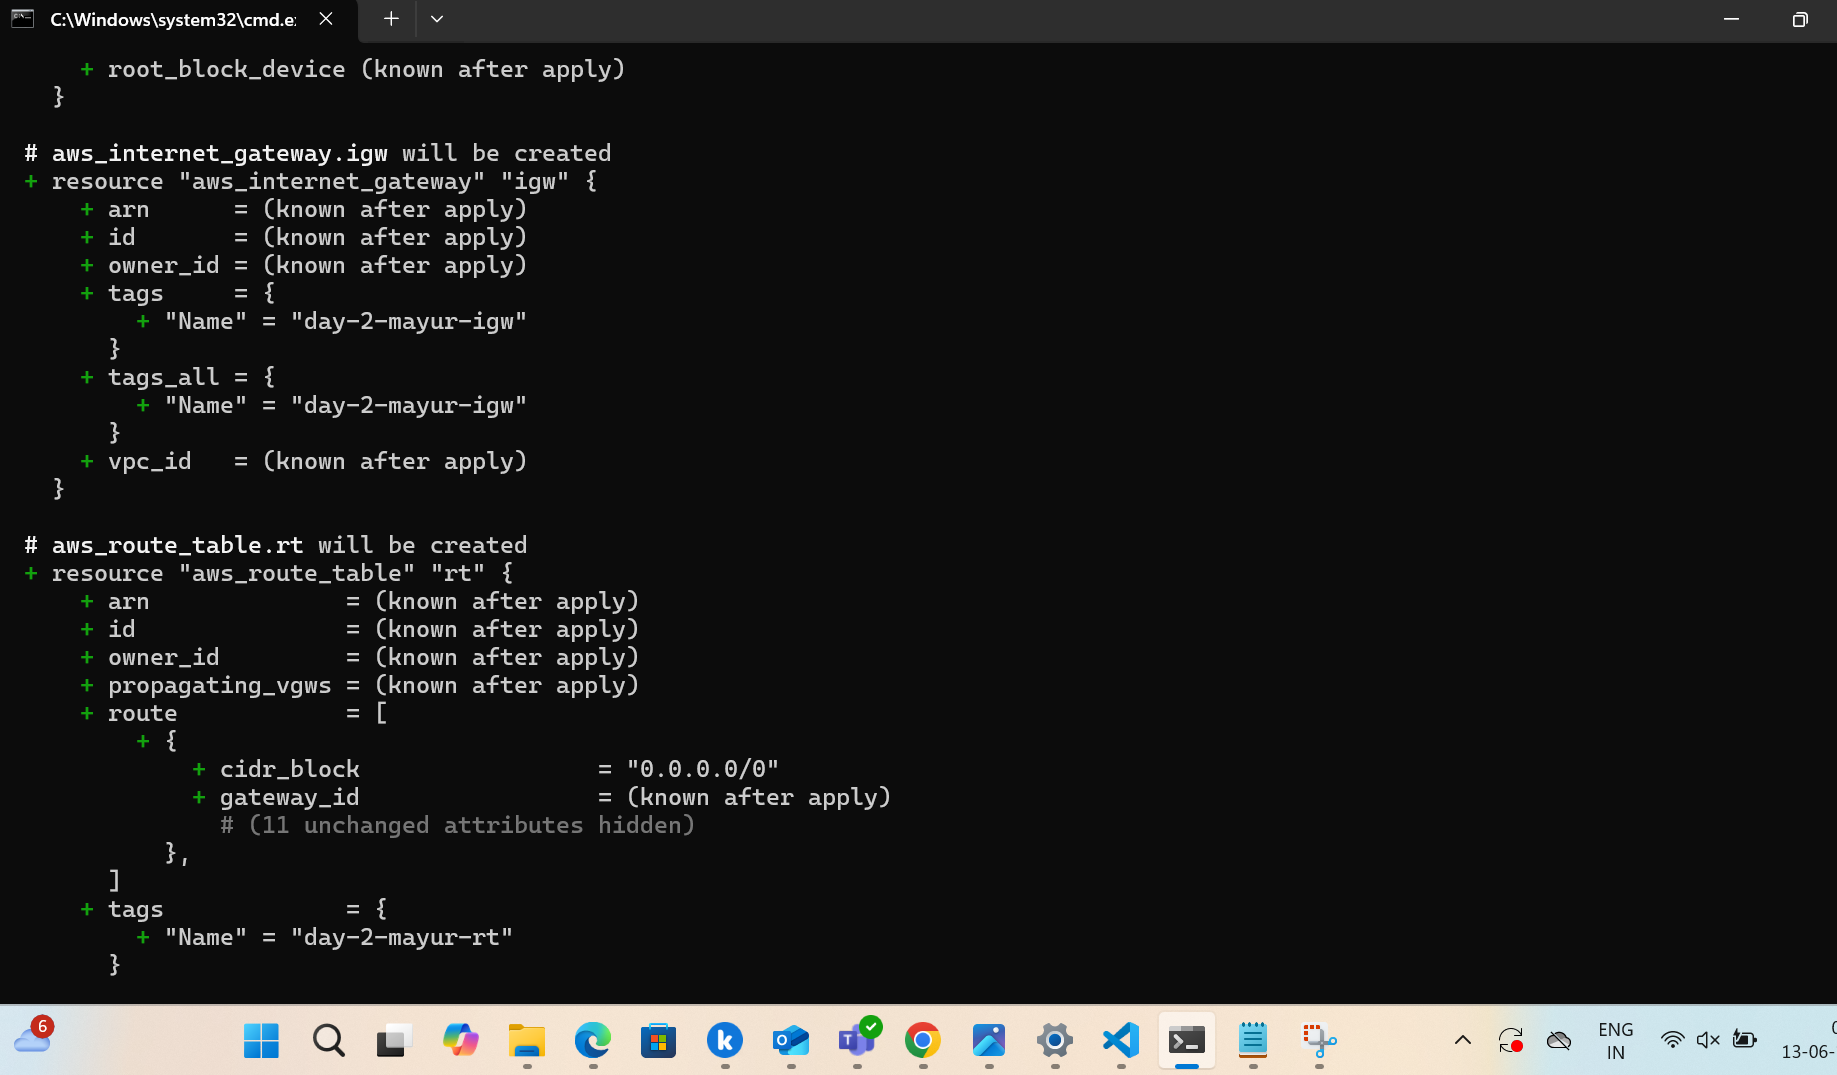 C:\Windows\system32\cmd.e
+ root_block_device (known after apply)
}
# aws_internet_gateway.igw will be created
+ resource "aws_internet_gateway" "igw" {
+ arn = (known after apply)
+ id = (known after apply)
+ owner_id = (known after apply)
+ tags = {
+ "Name" = "day-2-mayur-igw"
}
+ tags_all = {
+ "Name" = "day-2-mayur-igw"
}
+ vpc_id = (known after apply)
}
# aws_route_table.rt will be created
+ resource "aws_route_table" "rt" {
+ arn = (known after apply)
+ id = (known after apply)
+ owner_id = (known after apply)
+ propagating_vgws = (known after apply)
+ route = [
+ {
+ cidr_block = "0.0.0.0/0"
+ gateway_id = (known after apply)
# (11 unchanged attributes hidden)
},
]
+ tags = {
+ "Name" = "day-2-mayur-rt"
}
6
ENG
IN
13-06-